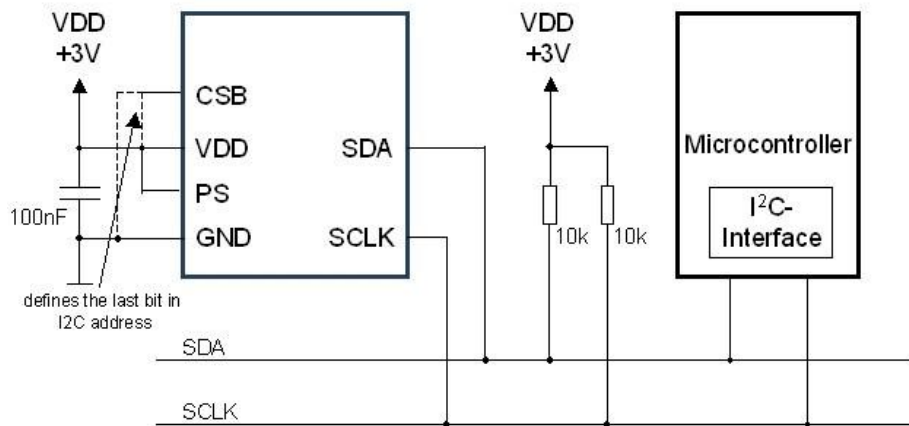 VDD
+3V
CSB
VDD
PS
GND
SDA
SCLK
100nF
defines the last bit in
I2C address
VDD
+3V
10k
10k
Microcontroller
I²C-
Interface
SDA
SCLK